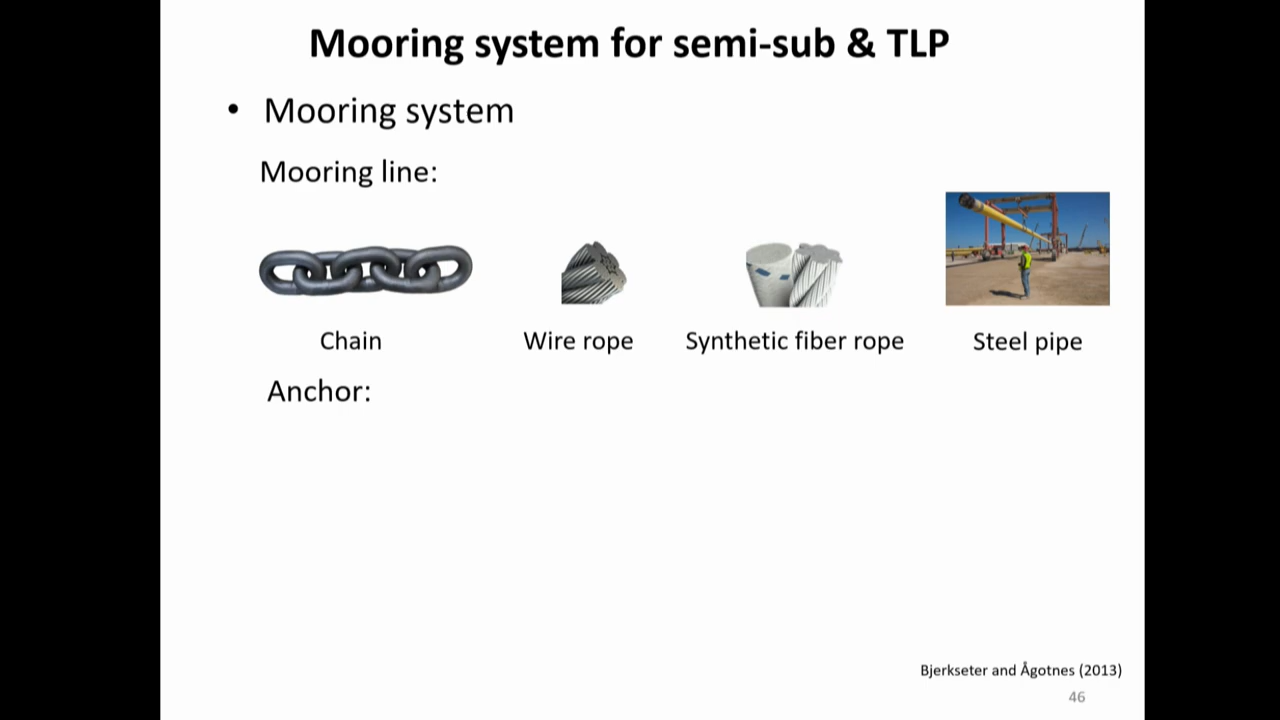 Mooring system for semi-sub & TLP
• Mooring system
Mooring line:
Chain
Wire rope
Synthetic fiber rope
Steel pipe
Anchor:
Bjerkseter and Ågotnes (2013)
46